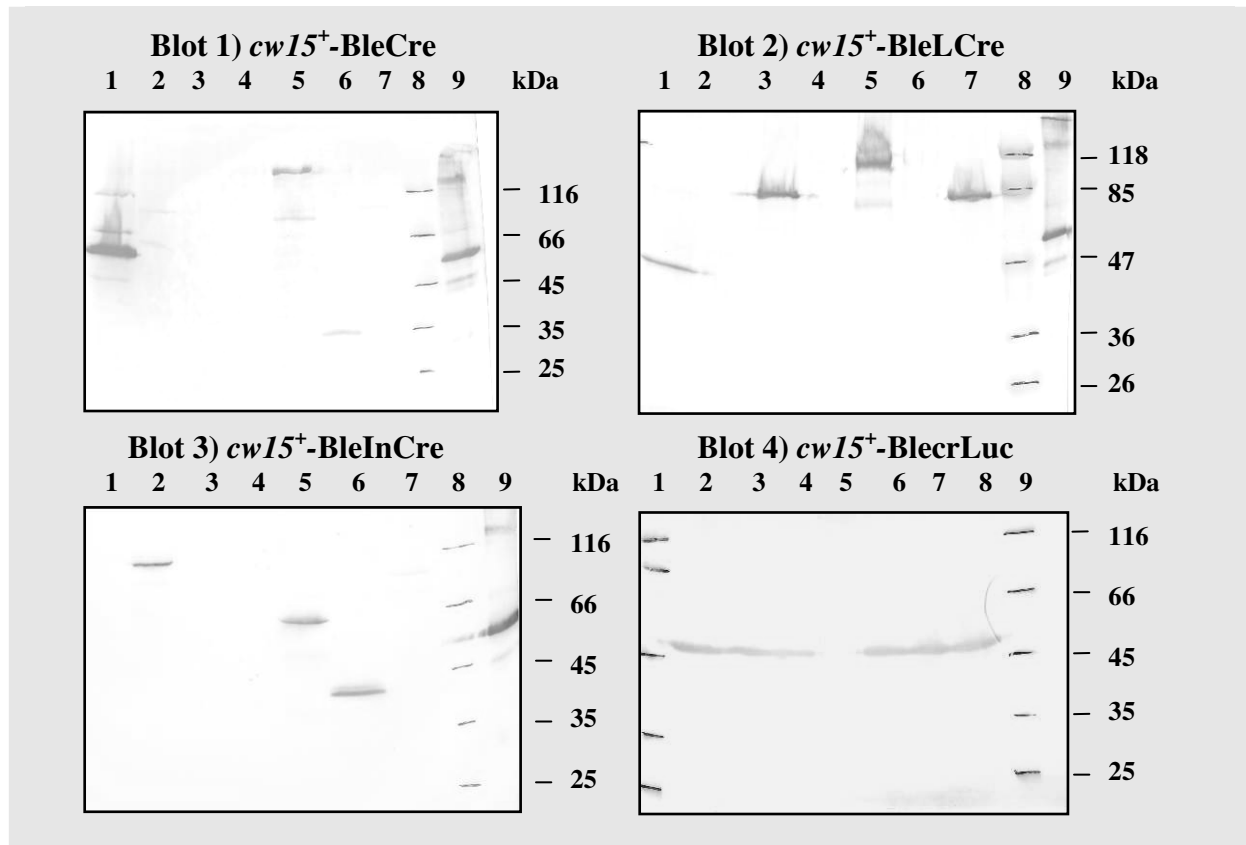 Blot 1) cw15⁺-BleCre
1 2 3 4 5 6 7 8 9 kDa
116
66
45
35
25
Blot 2) cw15⁺-BleLCre
1 2 3 4 5 6 7 8 9 kDa
118
85
47
36
26
Blot 3) cw15⁺-BleInCre
1 2 3 4 5 6 7 8 9 kDa
116
66
45
35
25
Blot 4) cw15⁺-BlecrLuc
1 2 3 4 5 6 7 8 9 kDa
116
66
45
35
25